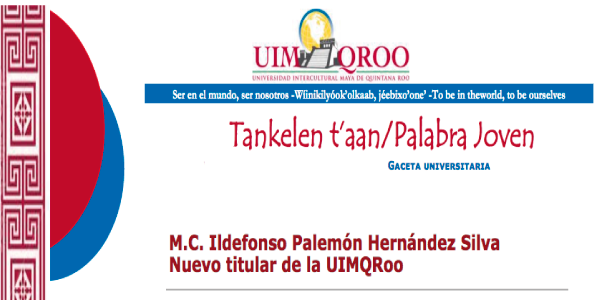 UIMQROO
UNIVERSIDAD INTERCULTURAL MAYA DE QUINTANA ROO
Ser en el mundo, ser nosotros -Wíinikilyóok'olkaab, jéebixo'one' -To be in theworld, to be ourselves
Tankelen t'aan/Palabra Joven
GACETA UNIVERSITARIA
M.C. Ildefonso Palemón Hernández Silva
Nuevo titular de la UIMQRoo